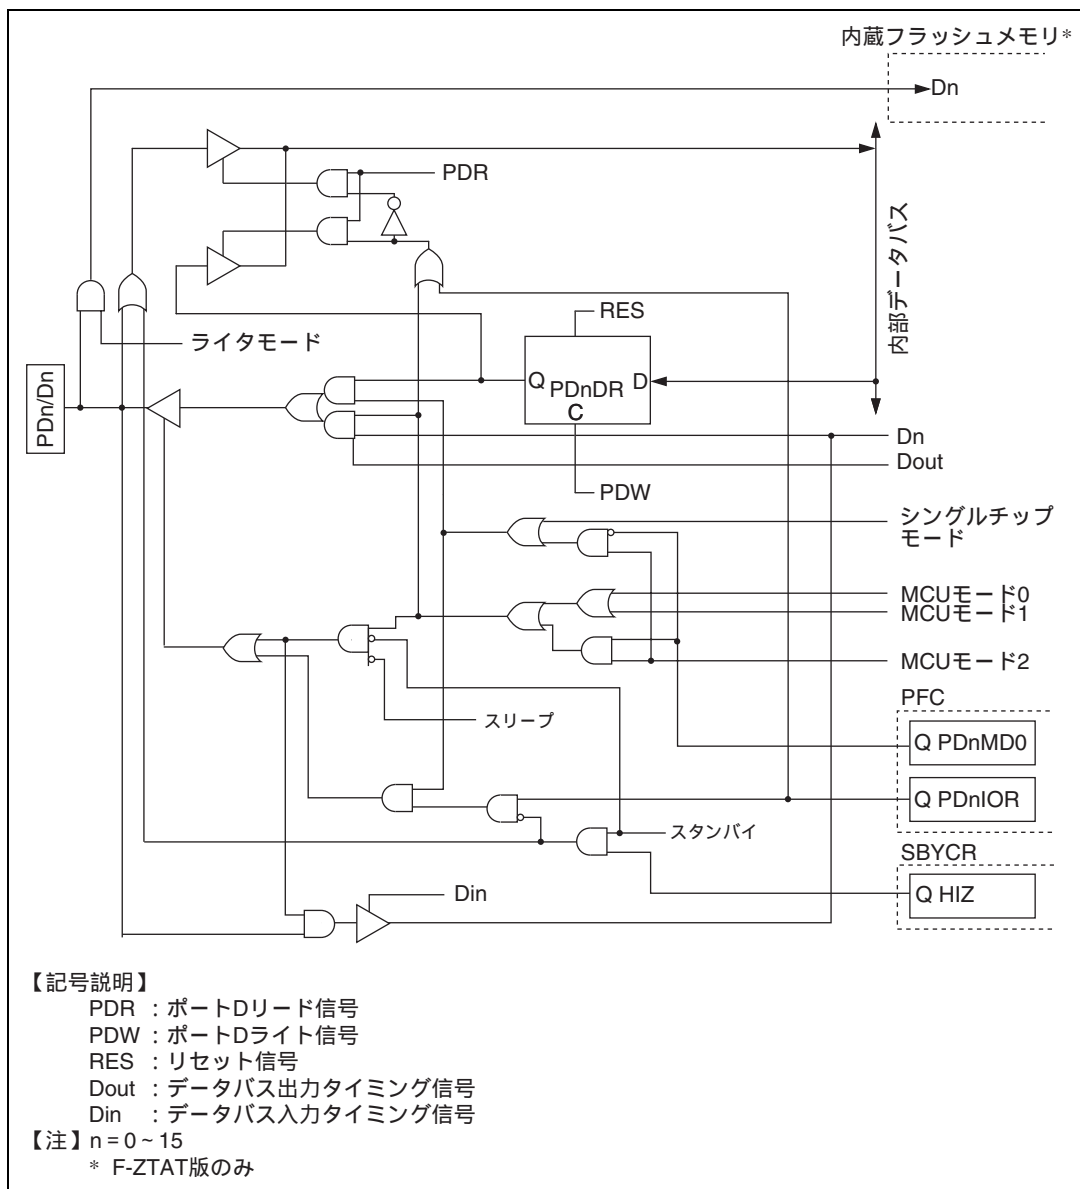 内蔵フラッシュメモリ*
Dn
PDR
内部データバス
RES
ライタモード
PDn/Dn
Q PDnDR D
C
Dn
Dout
PDW
シングルチップ
モード
MCUモード0
MCUモード1
MCUモード2
PFC
スリープ
Q PDnMD0
Q PDnIOR
スタンバイ
SBYCR
Din
Q HIZ
【記号説明】
PDR : ポートDリード信号
PDW : ポートDライト信号
RES : リセット信号
Dout : データバス出力タイミング信号
Din : データバス入力タイミング信号
【注】n = 0 ~ 15
* F-ZTAT版のみ